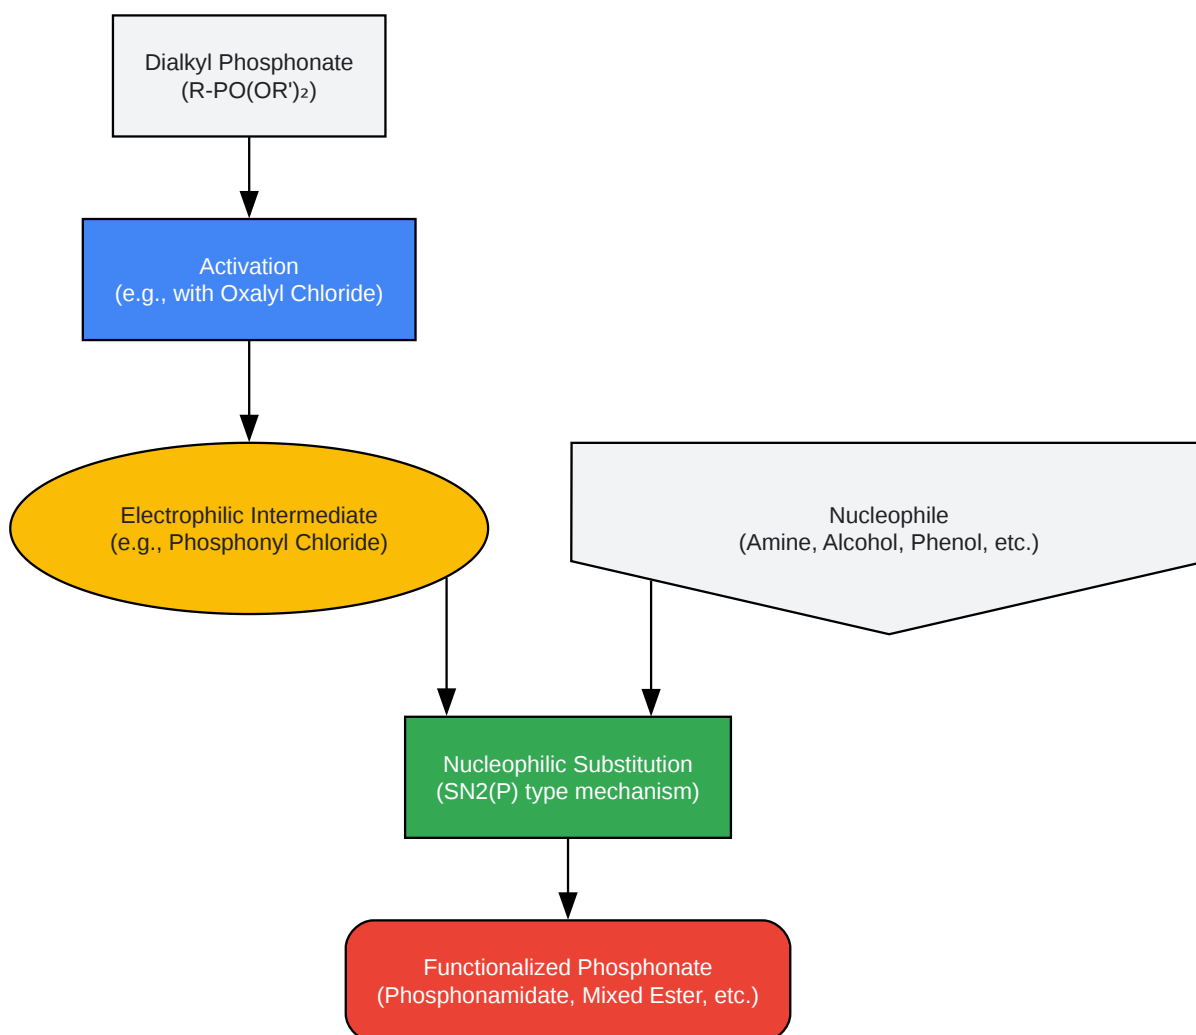 Dialkyl Phosphonate
(R-PO(OR')₂)
Activation
(e.g., with Oxalyl Chloride)
Electrophilic Intermediate
(e.g., Phosphonyl Chloride)
Nucleophile
(Amine, Alcohol, Phenol, etc.)
Nucleophilic Substitution
(SN2(P) type mechanism)
Functionalized Phosphonate
(Phosphonamidate, Mixed Ester, etc.)